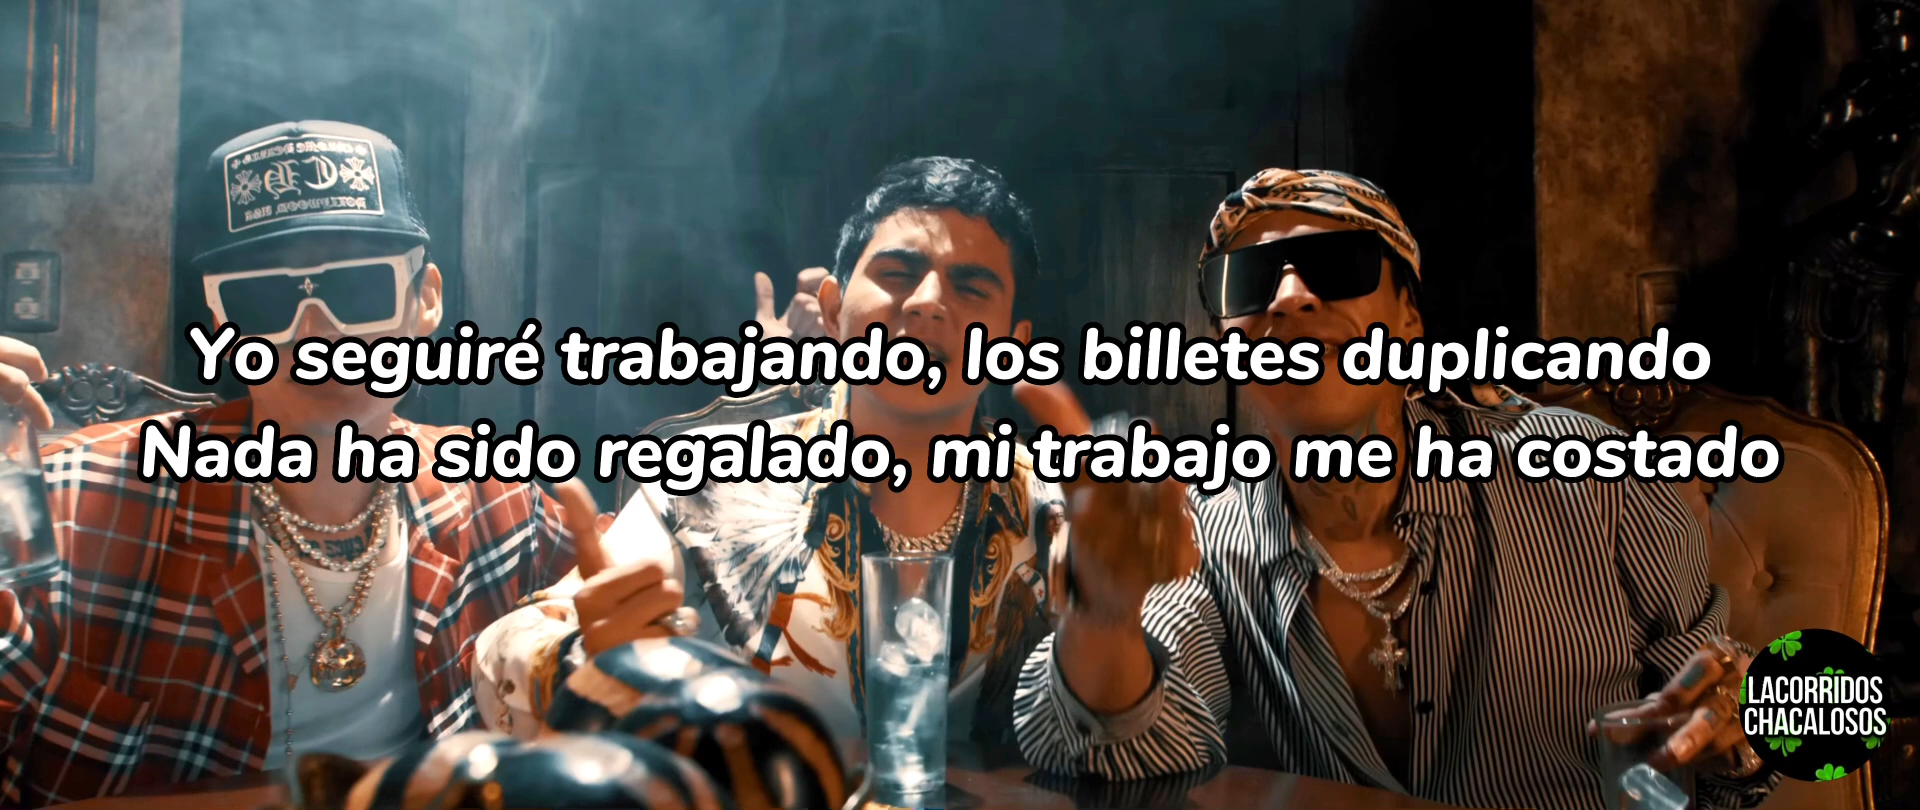 Yo seguiré trabajando, los billetes duplicando
Nada ha sido regalado, mi trabajo me ha costado
LACORRIDOS
CHACALOSOS